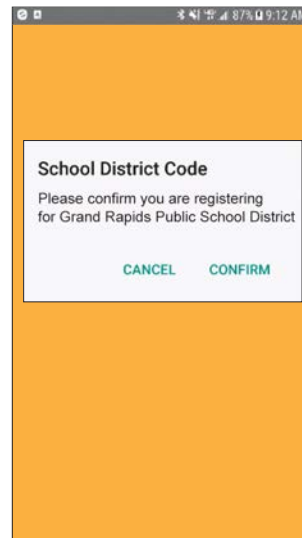 87% 9:12 AM
School District Code
Please confirm you are registering
for Grand Rapids Public School District
CANCEL CONFIRM